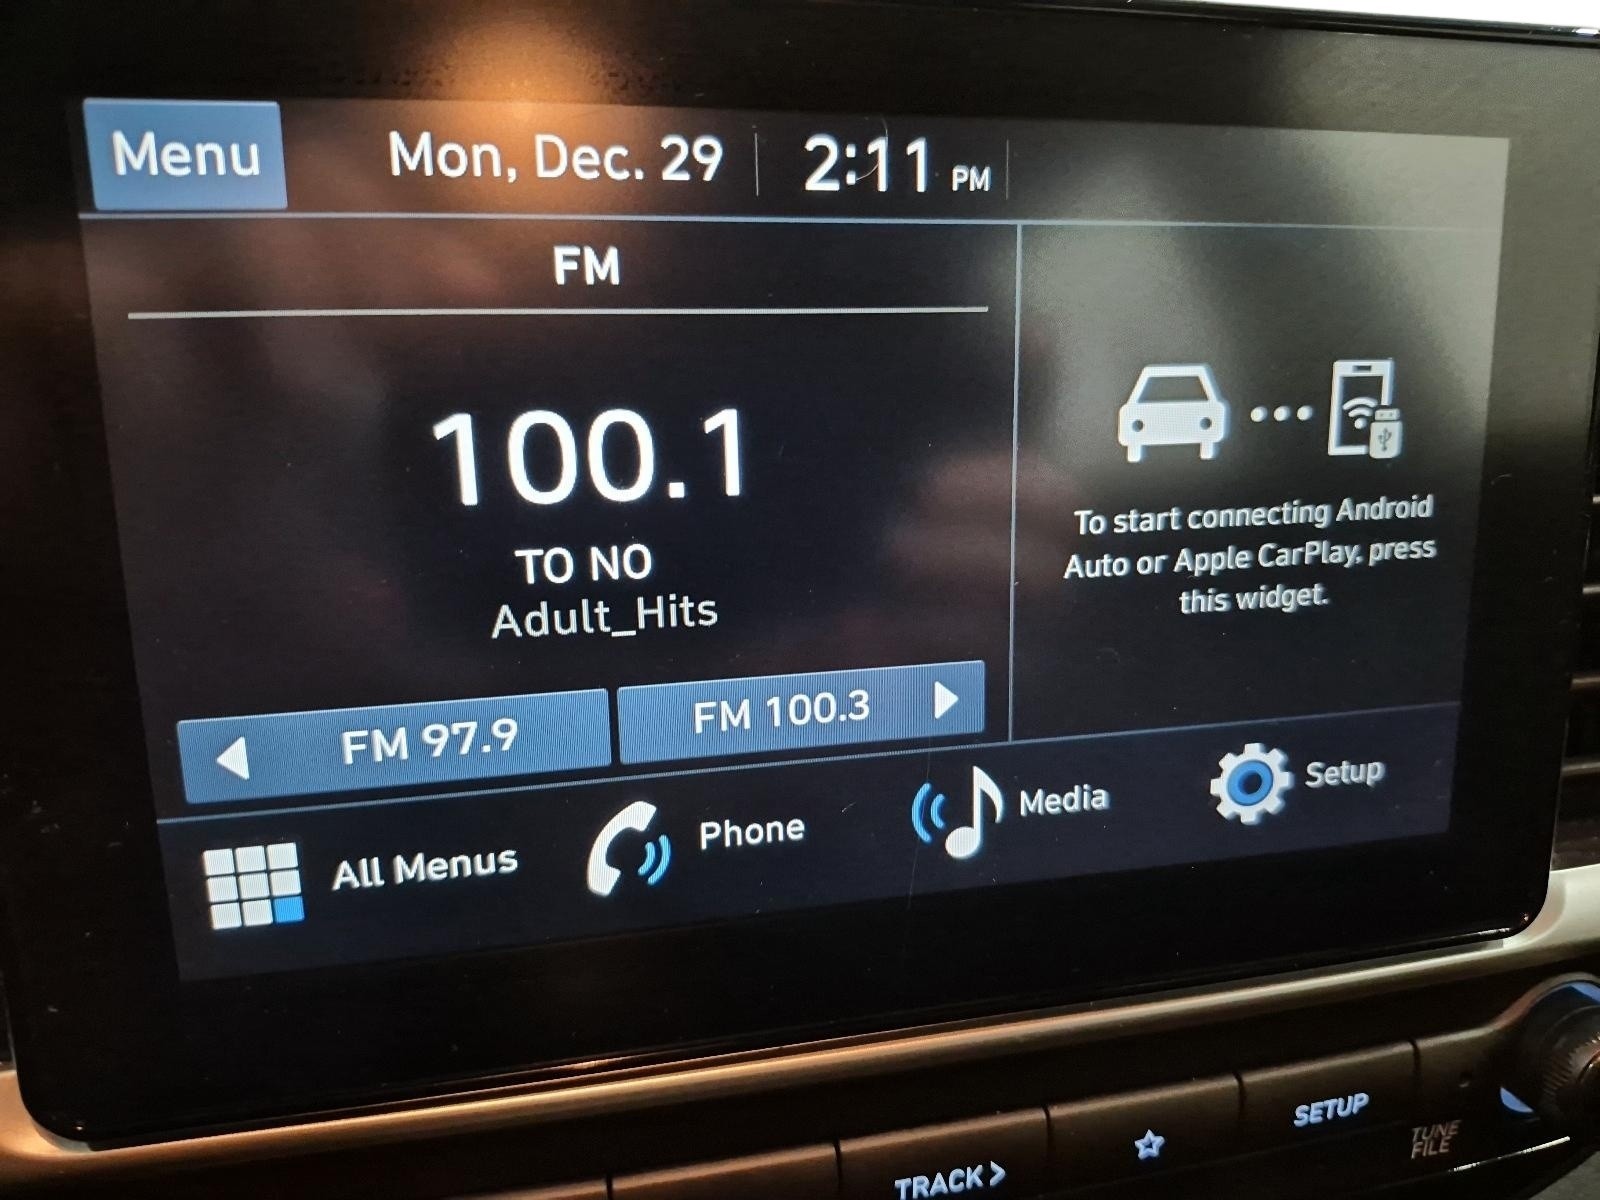 Menu
Mon, Dec. 29
2:11 PM
FM
100.1
TO NO
Adult_Hits
FM 97.9
FM 100.3
To start connecting Android
Auto or Apple CarPlay, press
this widget.
All Menus
Phone
Media
Setup
TRACK >
SETUP
TUNE
FILE